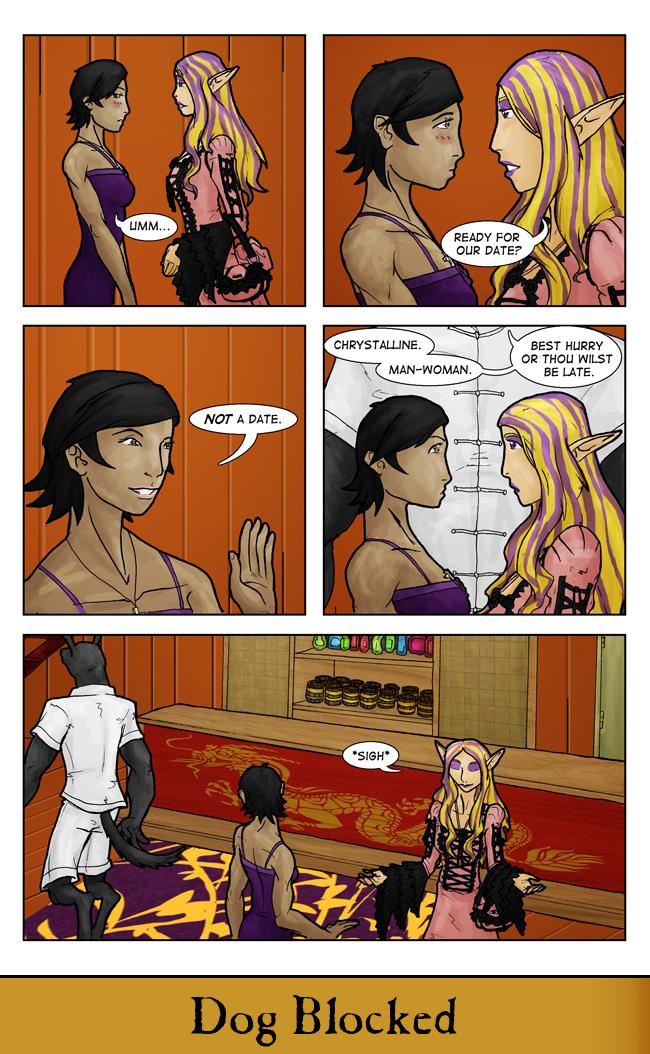 UMM...
READY FOR
OUR DATE?
NOT A DATE.
CHRYSTALLINE.
MAN-WOMAN.
BEST HURRY
OR THOU WILST
BE LATE.
*SIGH*
Dog Blocked